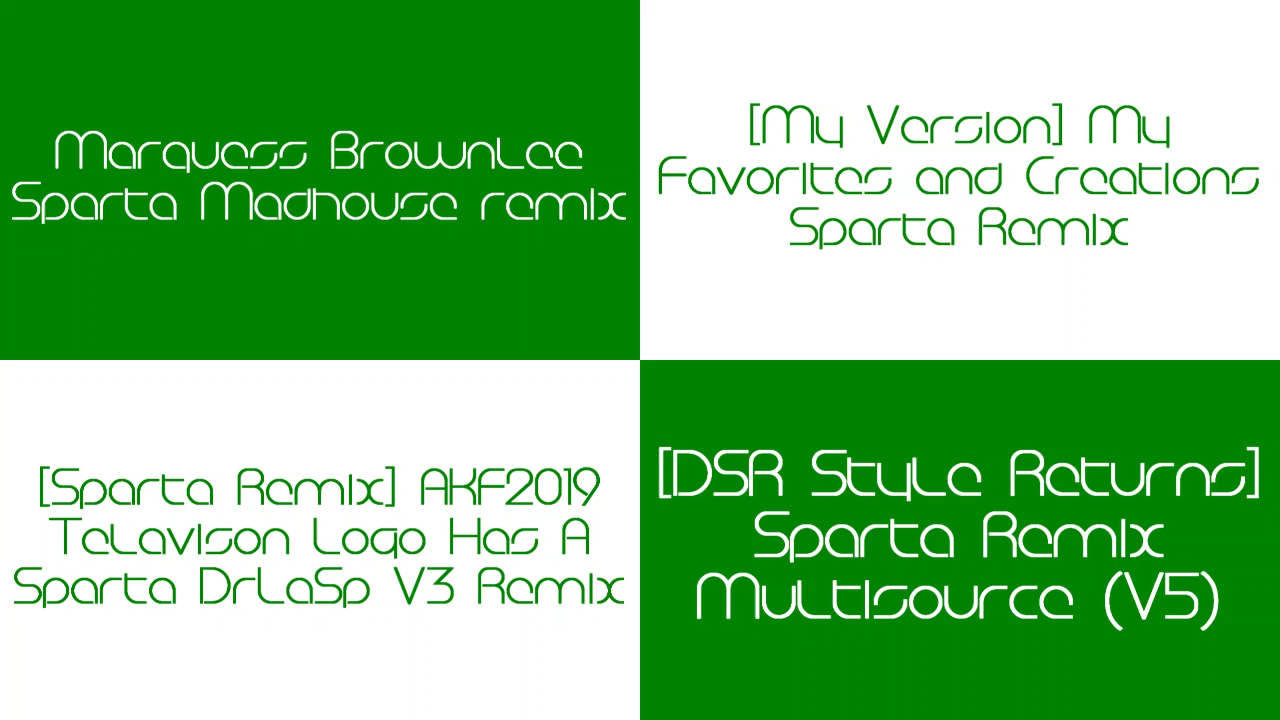 Marquess Brownlee
Sparta Madhouse remix
[My Version] My
Favorites and Creations
Sparta Remix
[Sparta Remix] AKF2019
Televison Logo Has A
Sparta DrLaSp V3 Remix
[DSR Style Returns]
Sparta Remix
Multisource (V5)